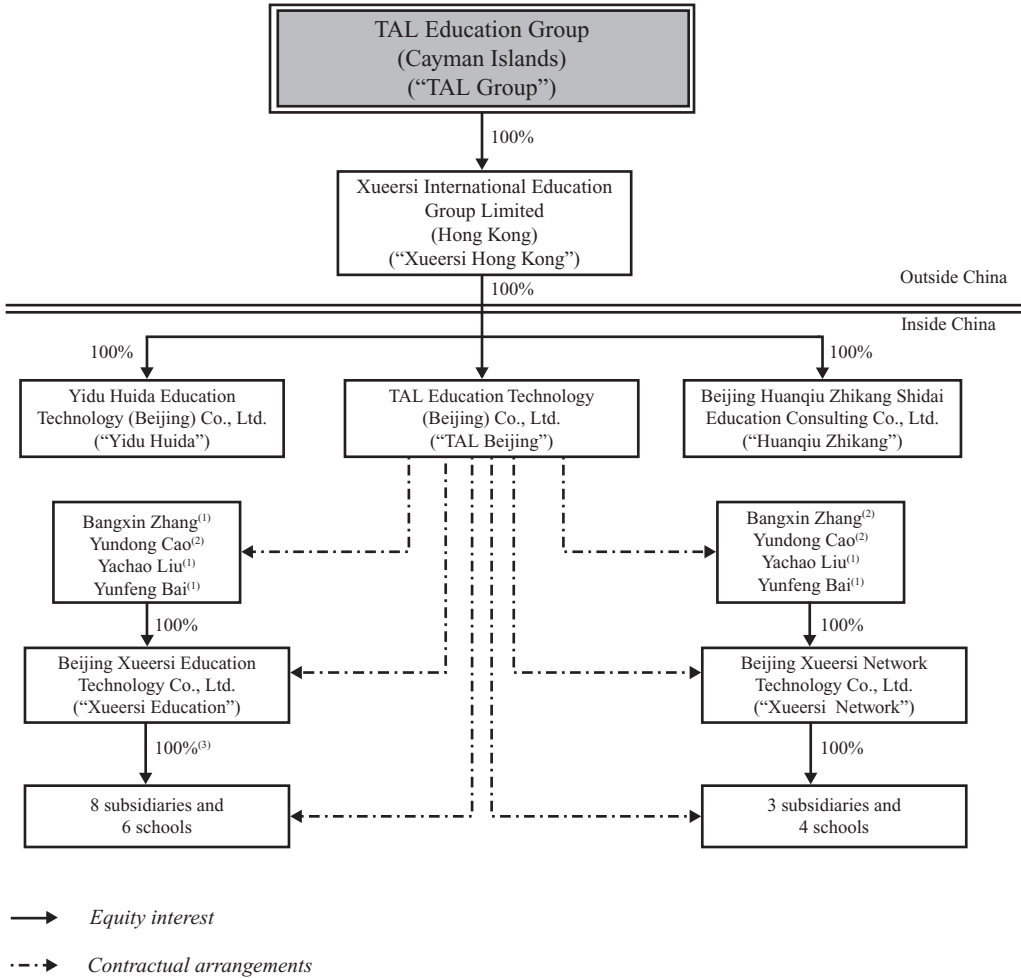 TAL Education Group
(Cayman Islands)
(“TAL Group”)
100%
Xueersi International Education
Group Limited
(Hong Kong)
(“Xueersi Hong Kong”)
100%
Outside China
Inside China
100%
100%
Yidu Huida Education
Technology (Beijing) Co., Ltd.
(“Yidu Huida”)
TAL Education Technology
(Beijing) Co., Ltd.
(“TAL Beijing”)
Beijing Huanqiu Zhikang Shidai
Education Consulting Co., Ltd.
(“Huanqiu Zhikang”)
Bangxin Zhang(1)
Yundong Cao(2)
Yachao Liu(1)
Yunfeng Bai(1)
Bangxin Zhang(2)
Yundong Cao(2)
Yachao Liu(1)
Yunfeng Bai(1)
100%
100%
Beijing Xueersi Education
Technology Co., Ltd.
(“Xueersi Education”)
Beijing Xueersi Network
Technology Co., Ltd.
(“Xueersi Network”)
100%(3)
100%
8 subsidiaries and
6 schools
3 subsidiaries and
4 schools
Equity interest
Contractual arrangements